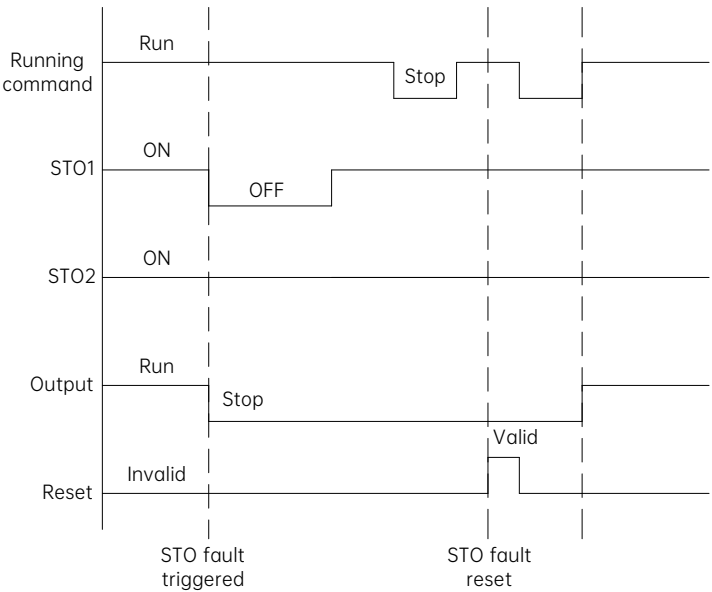 Run
Running
command
Stop
ON
STO1
OFF
ON
STO2
Run
Output
Stop
Valid
Invalid
Reset
STO fault
triggered
STO fault
reset